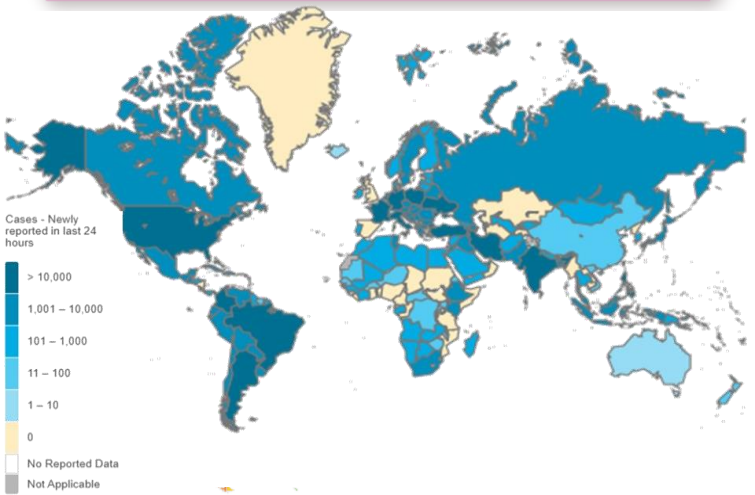 Cases - Newly
reported in last 24
hours
> 10,000
1,001 – 10,000
101 – 1,000
11 – 100
1 – 10
0
No Reported Data
Not Applicable